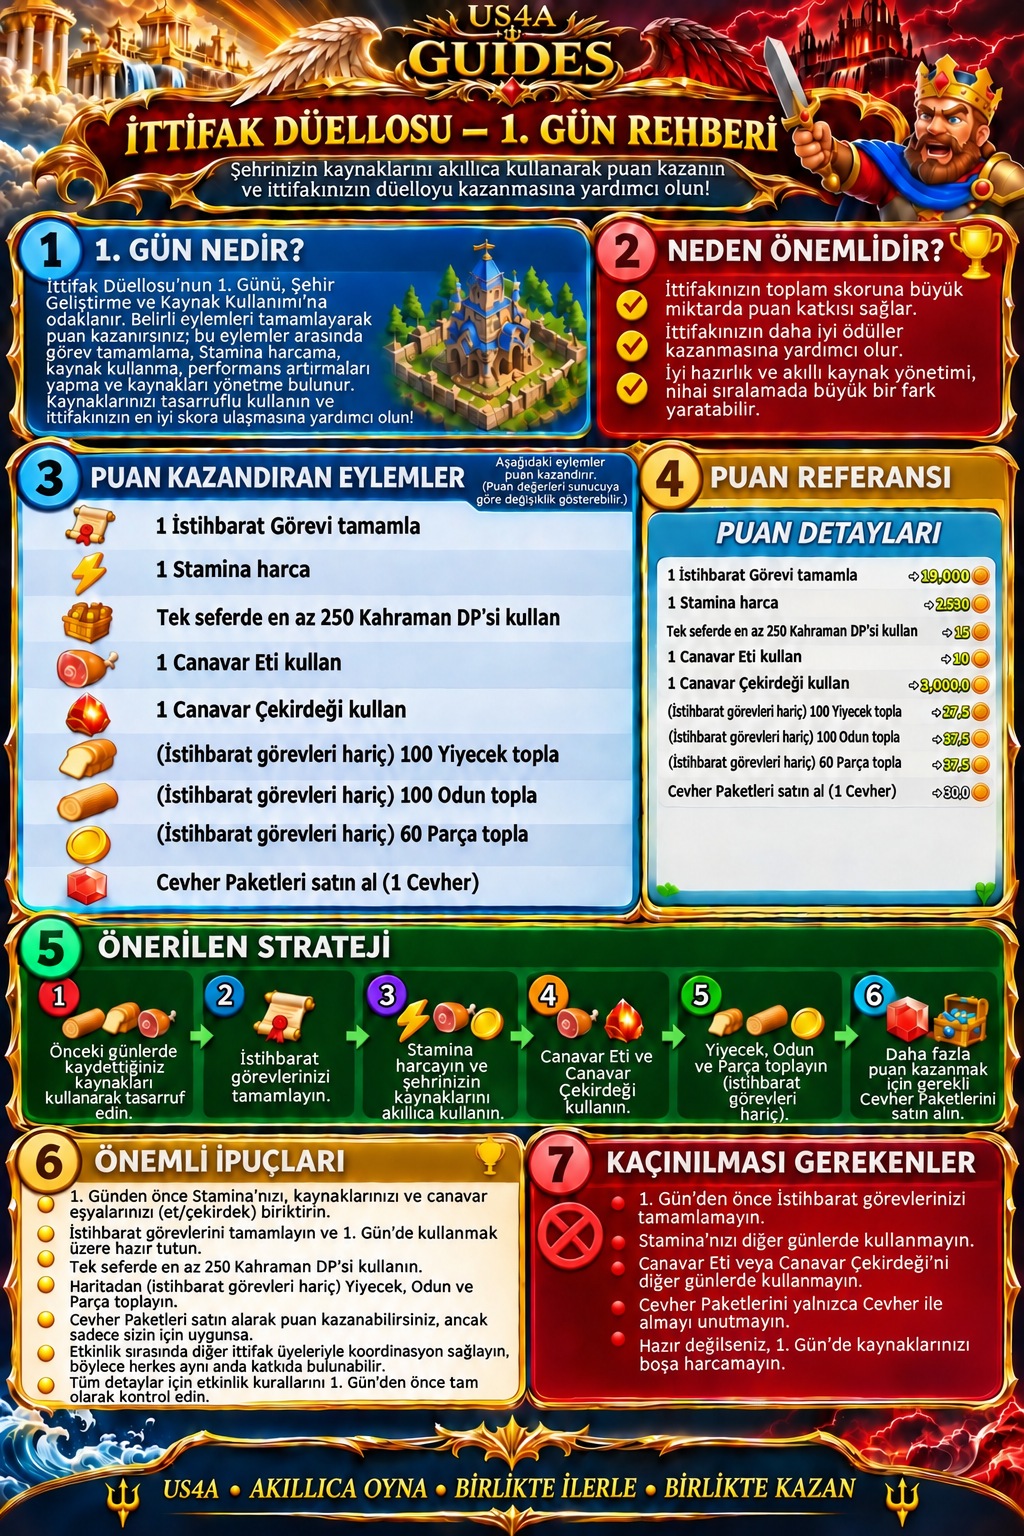 US4A
GUIDES
İTTİFAK DÜELLOSU – 1. GÜN REHBERİ
Şehrinizin kaynaklarını akıllıca kullanarak puan kazanın
ve ittifakınızın düelloyu kazanmasına yardımcı olun!
1
1. GÜN NEDİR?
İttifak Düellosu'nun 1. Günü, Şehir
Geliştirme ve Kaynak Kullanımı'na
odaklanır. Belirli eylemleri tamamlayarak
puan kazanırsınız; bu eylemler arasında
görev tamamlama, Stamina harcama,
kaynak kullanma, performans artırmaları
yapma ve kaynakları yönetme bulunur.
Kaynaklarınızı tasarruflu kullanın ve
ittifakınızın en iyi skora ulaşmasına yardımcı olun!
2
NEDEN ÖNEMLİDİR?
İttifakınızın toplam skoruna büyük
miktarda puan katkısı sağlar.
İttifakınızın daha iyi ödüller
kazanmasına yardımcı olur.
İyi hazırlık ve akıllı kaynak yönetimi,
nihai sıralamada büyük bir fark
yaratabilir.
3
PUAN KAZANDIRAN EYLEMLER
Aşağıdaki eylemler
puan kazandırır.
(Puan değerleri sunucuya
göre değişiklik gösterebilir.)
1 İstihbarat Görevi tamamla
1 Stamina harca
Tek seferde en az 250 Kahraman DP'si kullan
1 Canavar Eti kullan
1 Canavar Çekirdeği kullan
(İstihbarat görevleri hariç) 100 Yiyecek topla
(İstihbarat görevleri hariç) 100 Odun topla
(İstihbarat görevleri hariç) 60 Parça topla
Cevher Paketleri satın al (1 Cevher)
4
PUAN REFERANSI
PUAN DETAYLARI
1 İstihbarat Görevi tamamla ➩19,000
1 Stamina harca ➩2.530
Tek seferde en az 250 Kahraman DP'si kullan ➩15
1 Canavar Eti kullan ➩10
1 Canavar Çekirdeği kullan ➩3,000,0
(İstihbarat görevleri hariç) 100 Yiyecek topla ➩27,5
(İstihbarat görevleri hariç) 100 Odun topla ➩37,5
(İstihbarat görevleri hariç) 60 Parça topla ➩37,5
Cevher Paketleri satın al (1 Cevher) ➩30,0
5
ÖNERİLEN STRATEJİ
1
Önceki günlerde
kaydettiğiniz
kaynakları
kullanarak tasarruf
edin.
2
İstihbarat
görevlerinizi
tamamlayın.
3
Stamina
harcayın ve
şehrinizin
kaynaklarını
akıllıca kullanın.
4
Canavar Eti ve
Canavar
Çekirdeği
kullanın.
5
Yiyecek, Odun
ve Parça toplayın
(istihbarat
görevleri
hariç).
6
Daha fazla
puan kazanmak
için gerekli
Cevher Paketlerini
satın alın.
6
ÖNEMLİ İPUÇLARI
1. Günden önce Stamina'nızı, kaynaklarınızı ve canavar
eşyalarınızı (et/çekirdek) biriktirin.
İstihbarat görevlerini tamamlayın ve 1. Gün'de kullanmak
üzere hazır tutun.
Tek seferde en az 250 Kahraman DP'si kullanın.
Haritadan (istihbarat görevleri hariç) Yiyecek, Odun ve
Parça toplayın.
Cevher Paketleri satın alarak puan kazanabilirsiniz, ancak
sadece sizin için uygunsa.
Etkinlik sırasında diğer ittifak üyeleriyle koordinasyon sağlayın,
böylece herkes aynı anda katkıda bulunabilir.
Tüm detaylar için etkinlik kurallarını 1. Gün'den önce tam
olarak kontrol edin.
7
KAÇINILMASI GEREKENLER
1. Gün'den önce İstihbarat görevlerinizi
tamamlamayın.
Stamina'nızı diğer günlerde kullanmayın.
Canavar Eti veya Canavar Çekirdeği'ni
diğer günlerde kullanmayın.
Cevher Paketlerini yalnızca Cevher ile
almayı unutmayın.
Hazır değilseniz, 1. Gün'de kaynaklarınızı
boşa harcamayın.
US4A • AKILLICA OYNA • BİRLİKTE İLERLE • BİRLİKTE KAZAN